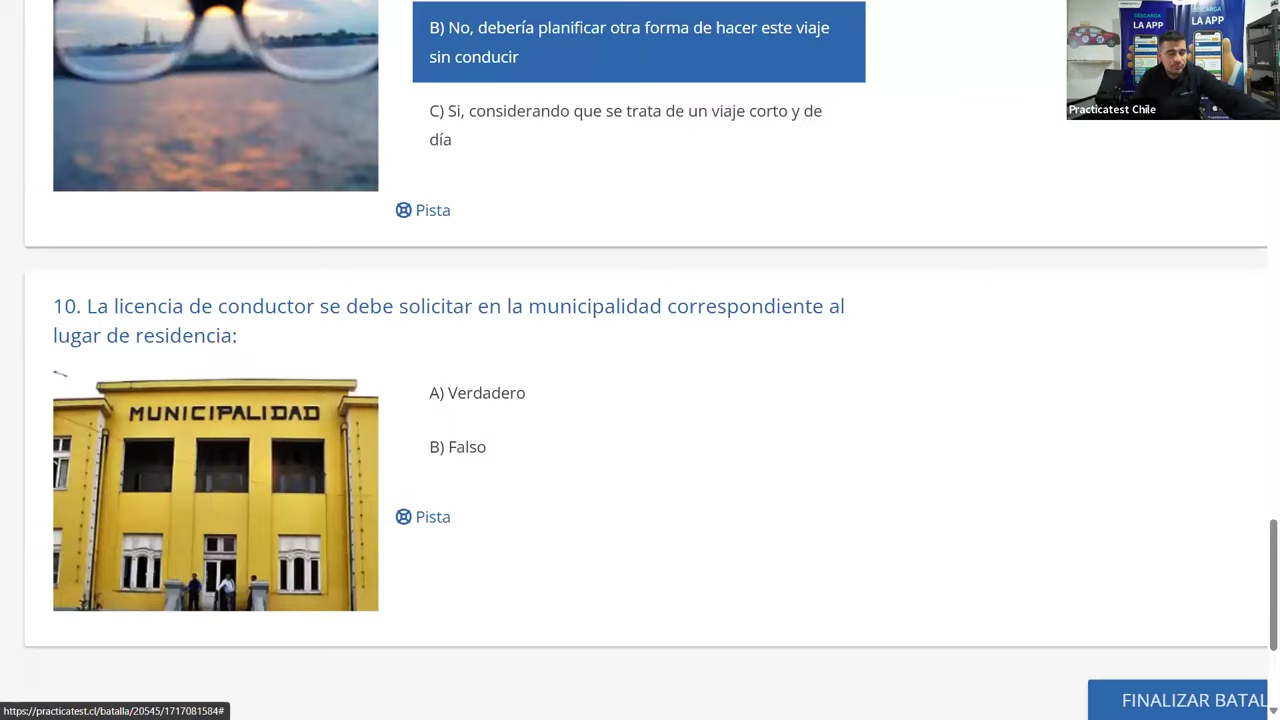 B) No, debería planificar otra forma de hacer este viaje
sin conducir
C) Si, considerando que se trata de un viaje corto y de
día
Pista
DESCARGA
LA APP
DESCARGA
LA APP
Practicatest Chile
10. La licencia de conductor se debe solicitar en la municipalidad correspondiente al
lugar de residencia:
MUNICIPALIDAD
A) Verdadero
B) Falso
Pista
FINALIZAR BATAL
https://practicatest.cl/batalla/20545/1717081584#